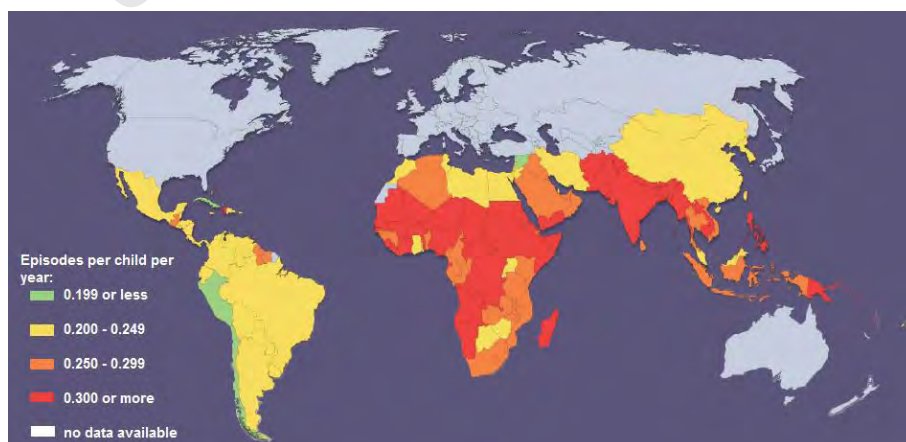 Episodes per child per
year:
0.199 or less
0.200 - 0.249
0.250 - 0.299
0.300 or more
no data available